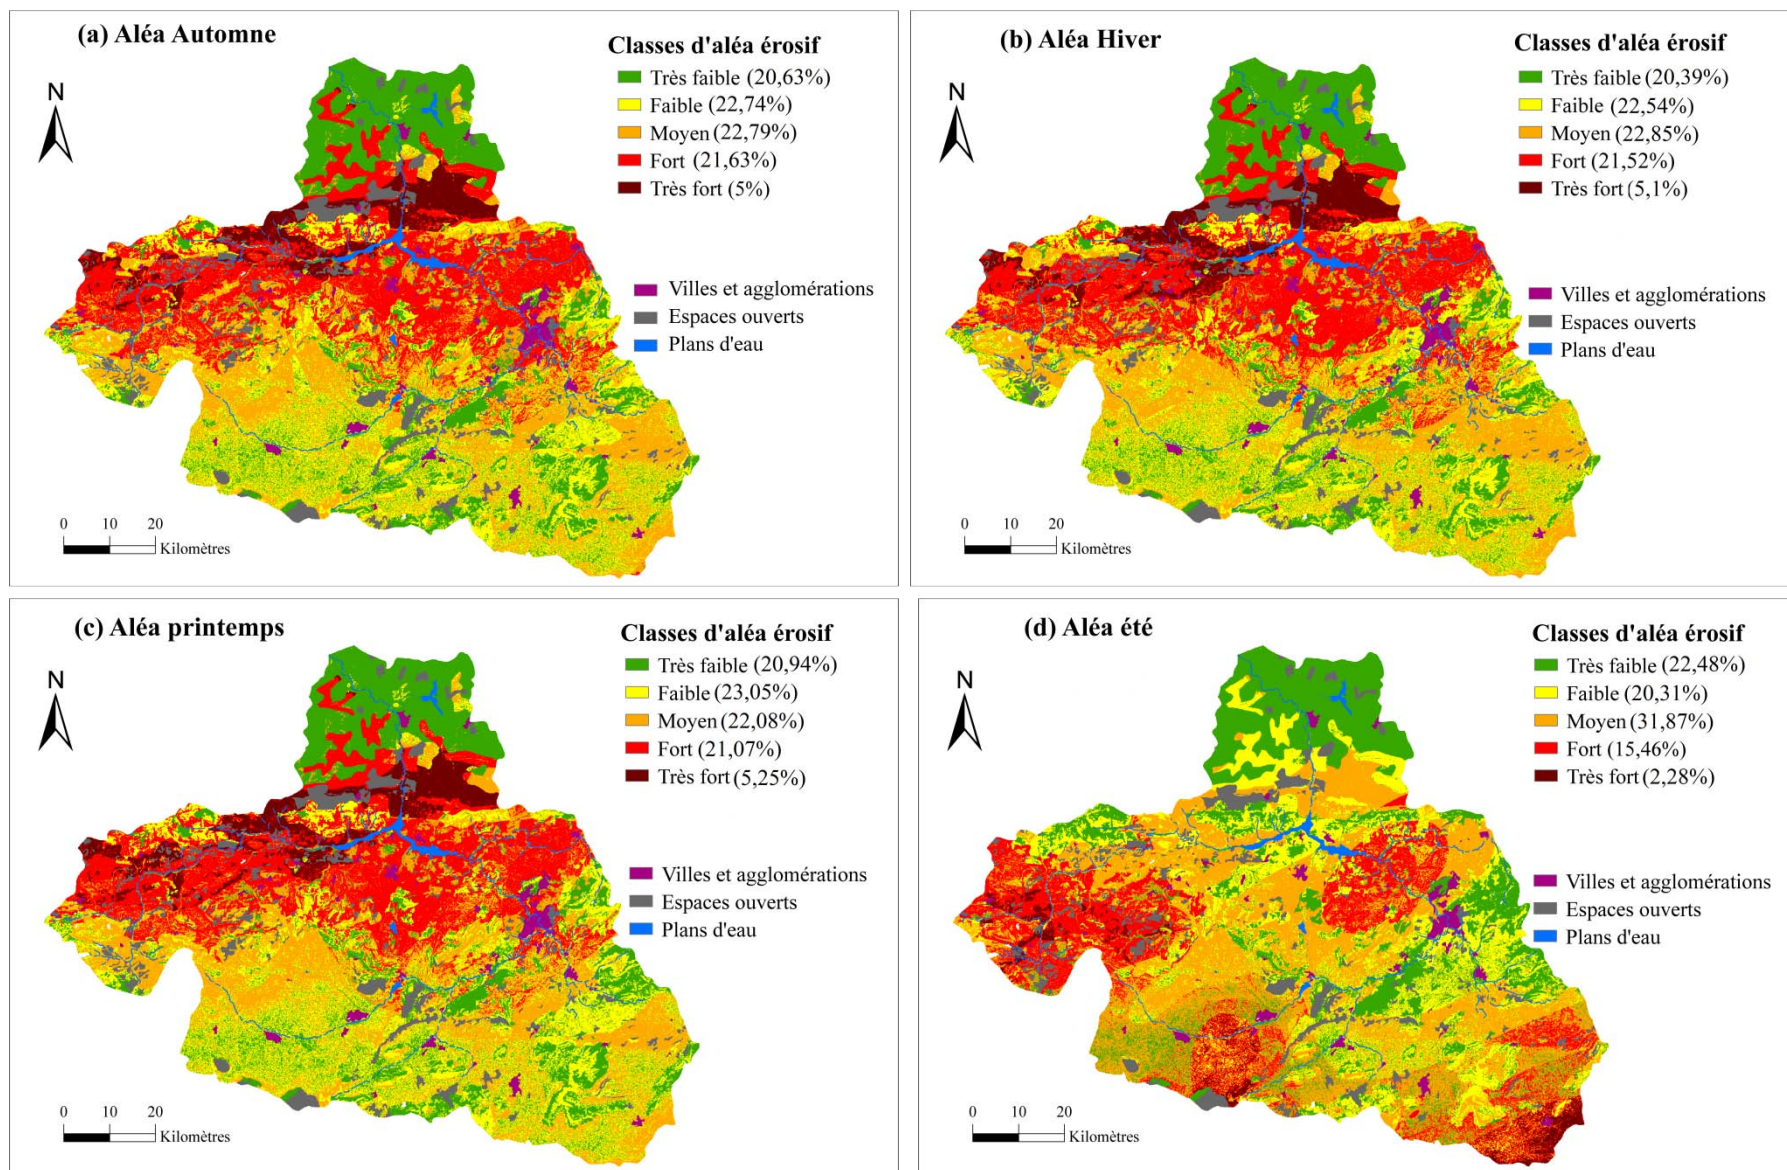 (a) Aléa Automne
Classes d'aléa érosif
Très faible (20,63%)
Faible (22,74%)
Moyen (22,79%)
Fort (21,63%)
Très fort (5%)
N
Villes et agglomérations
Espaces ouverts
Plans d'eau
0 10 20
Kilomètres
(b) Aléa Hiver
Classes d'aléa érosif
Très faible (20,39%)
Faible (22,54%)
Moyen (22,85%)
Fort (21,52%)
Très fort (5,1%)
N
Villes et agglomérations
Espaces ouverts
Plans d'eau
0 10 20
Kilomètres
(c) Aléa printemps
Classes d'aléa érosif
Très faible (20,94%)
Faible (23,05%)
Moyen (22,08%)
Fort (21,07%)
Très fort (5,25%)
N
Villes et agglomérations
Espaces ouverts
Plans d'eau
0 10 20
Kilomètres
(d) Aléa été
Classes d'aléa érosif
Très faible (22,48%)
Faible (20,31%)
Moyen (31,87%)
Fort (15,46%)
Très fort (2,28%)
N
Villes et agglomérations
Espaces ouverts
Plans d'eau
0 10 20
Kilomètres